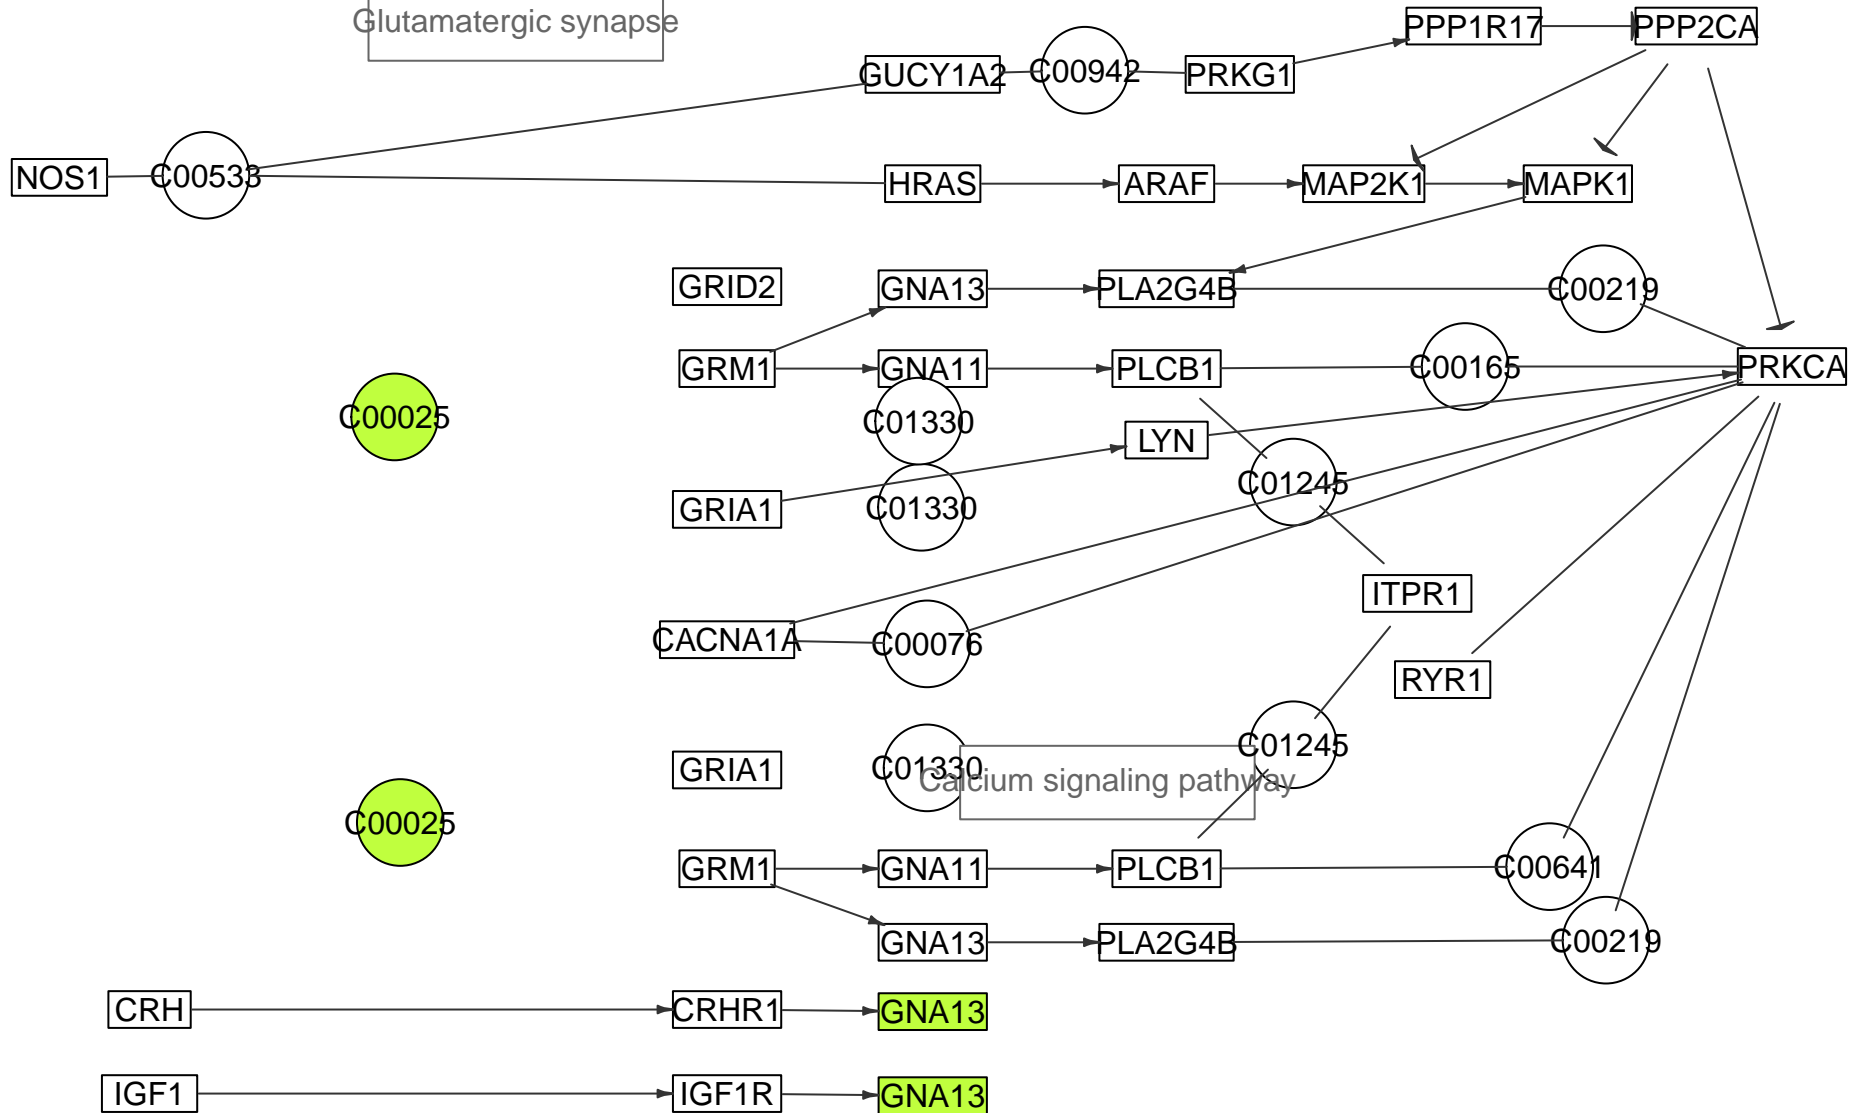 Glutamatergic synapse
PPP1R17
PPP2CA
GUCY1A2
C00942
PRKG1
NOS1
C00533
HRAS
ARAF
MAP2K1
MAPK1
GRID2
GNA13
PLA2G4B
C00219
GRM1
GNA11
PLCB1
C00165
PRKCA
C00025
C01330
LYN
C01245
GRIA1
C01330
ITPR1
CACNA1A
C00076
RYR1
C01245
GRIA1
C01330
Calcium signaling pathway
C00025
GRM1
GNA11
PLCB1
C00641
GNA13
PLA2G4B
C00219
CRH
CRHR1
GNA13
IGF1
IGF1R
GNA13